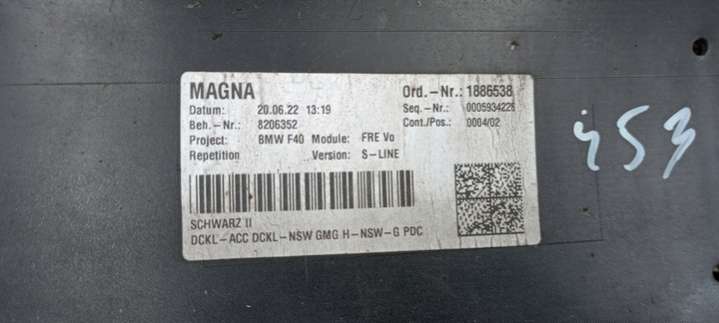 MAGNA Ord.-Nr.: 1886538
Datum: 20.06.22 13:19 Seq.-Nr.: 0005934226
Beh.-Nr.: 8206352 Cont./Pos.: 0004/02
Project: BMW F40 Module: FRE Vo
Repetition Version: S-LINE
SCHWARZ II
DCKL-ACC DCKL-NSW GMG H-NSW-G PDC
453